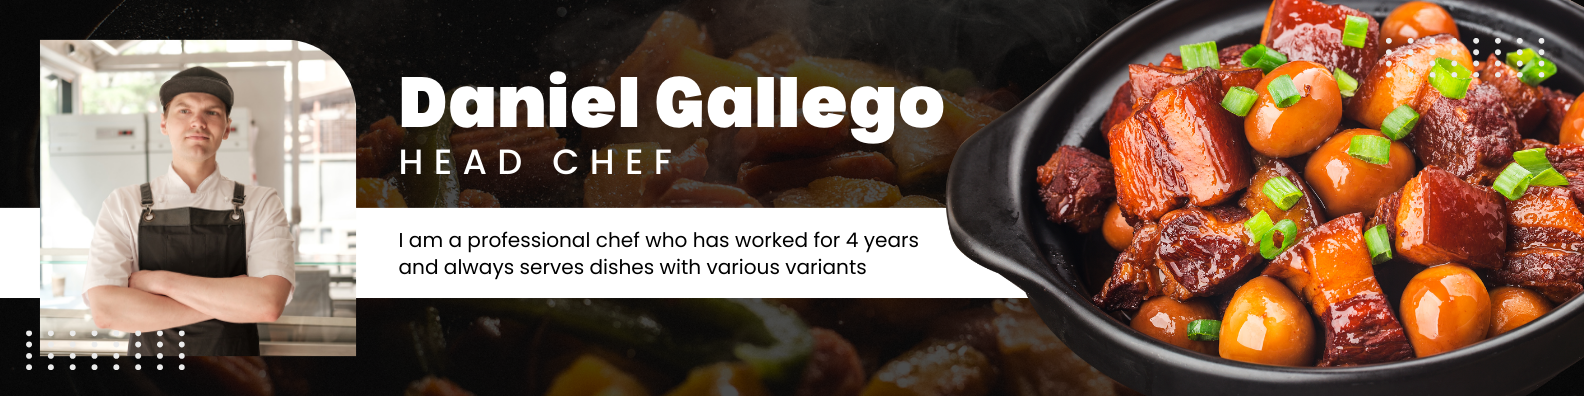 Daniel Gallego
HEAD CHEF
I am a professional chef who has worked for 4 years
and always serves dishes with various variants